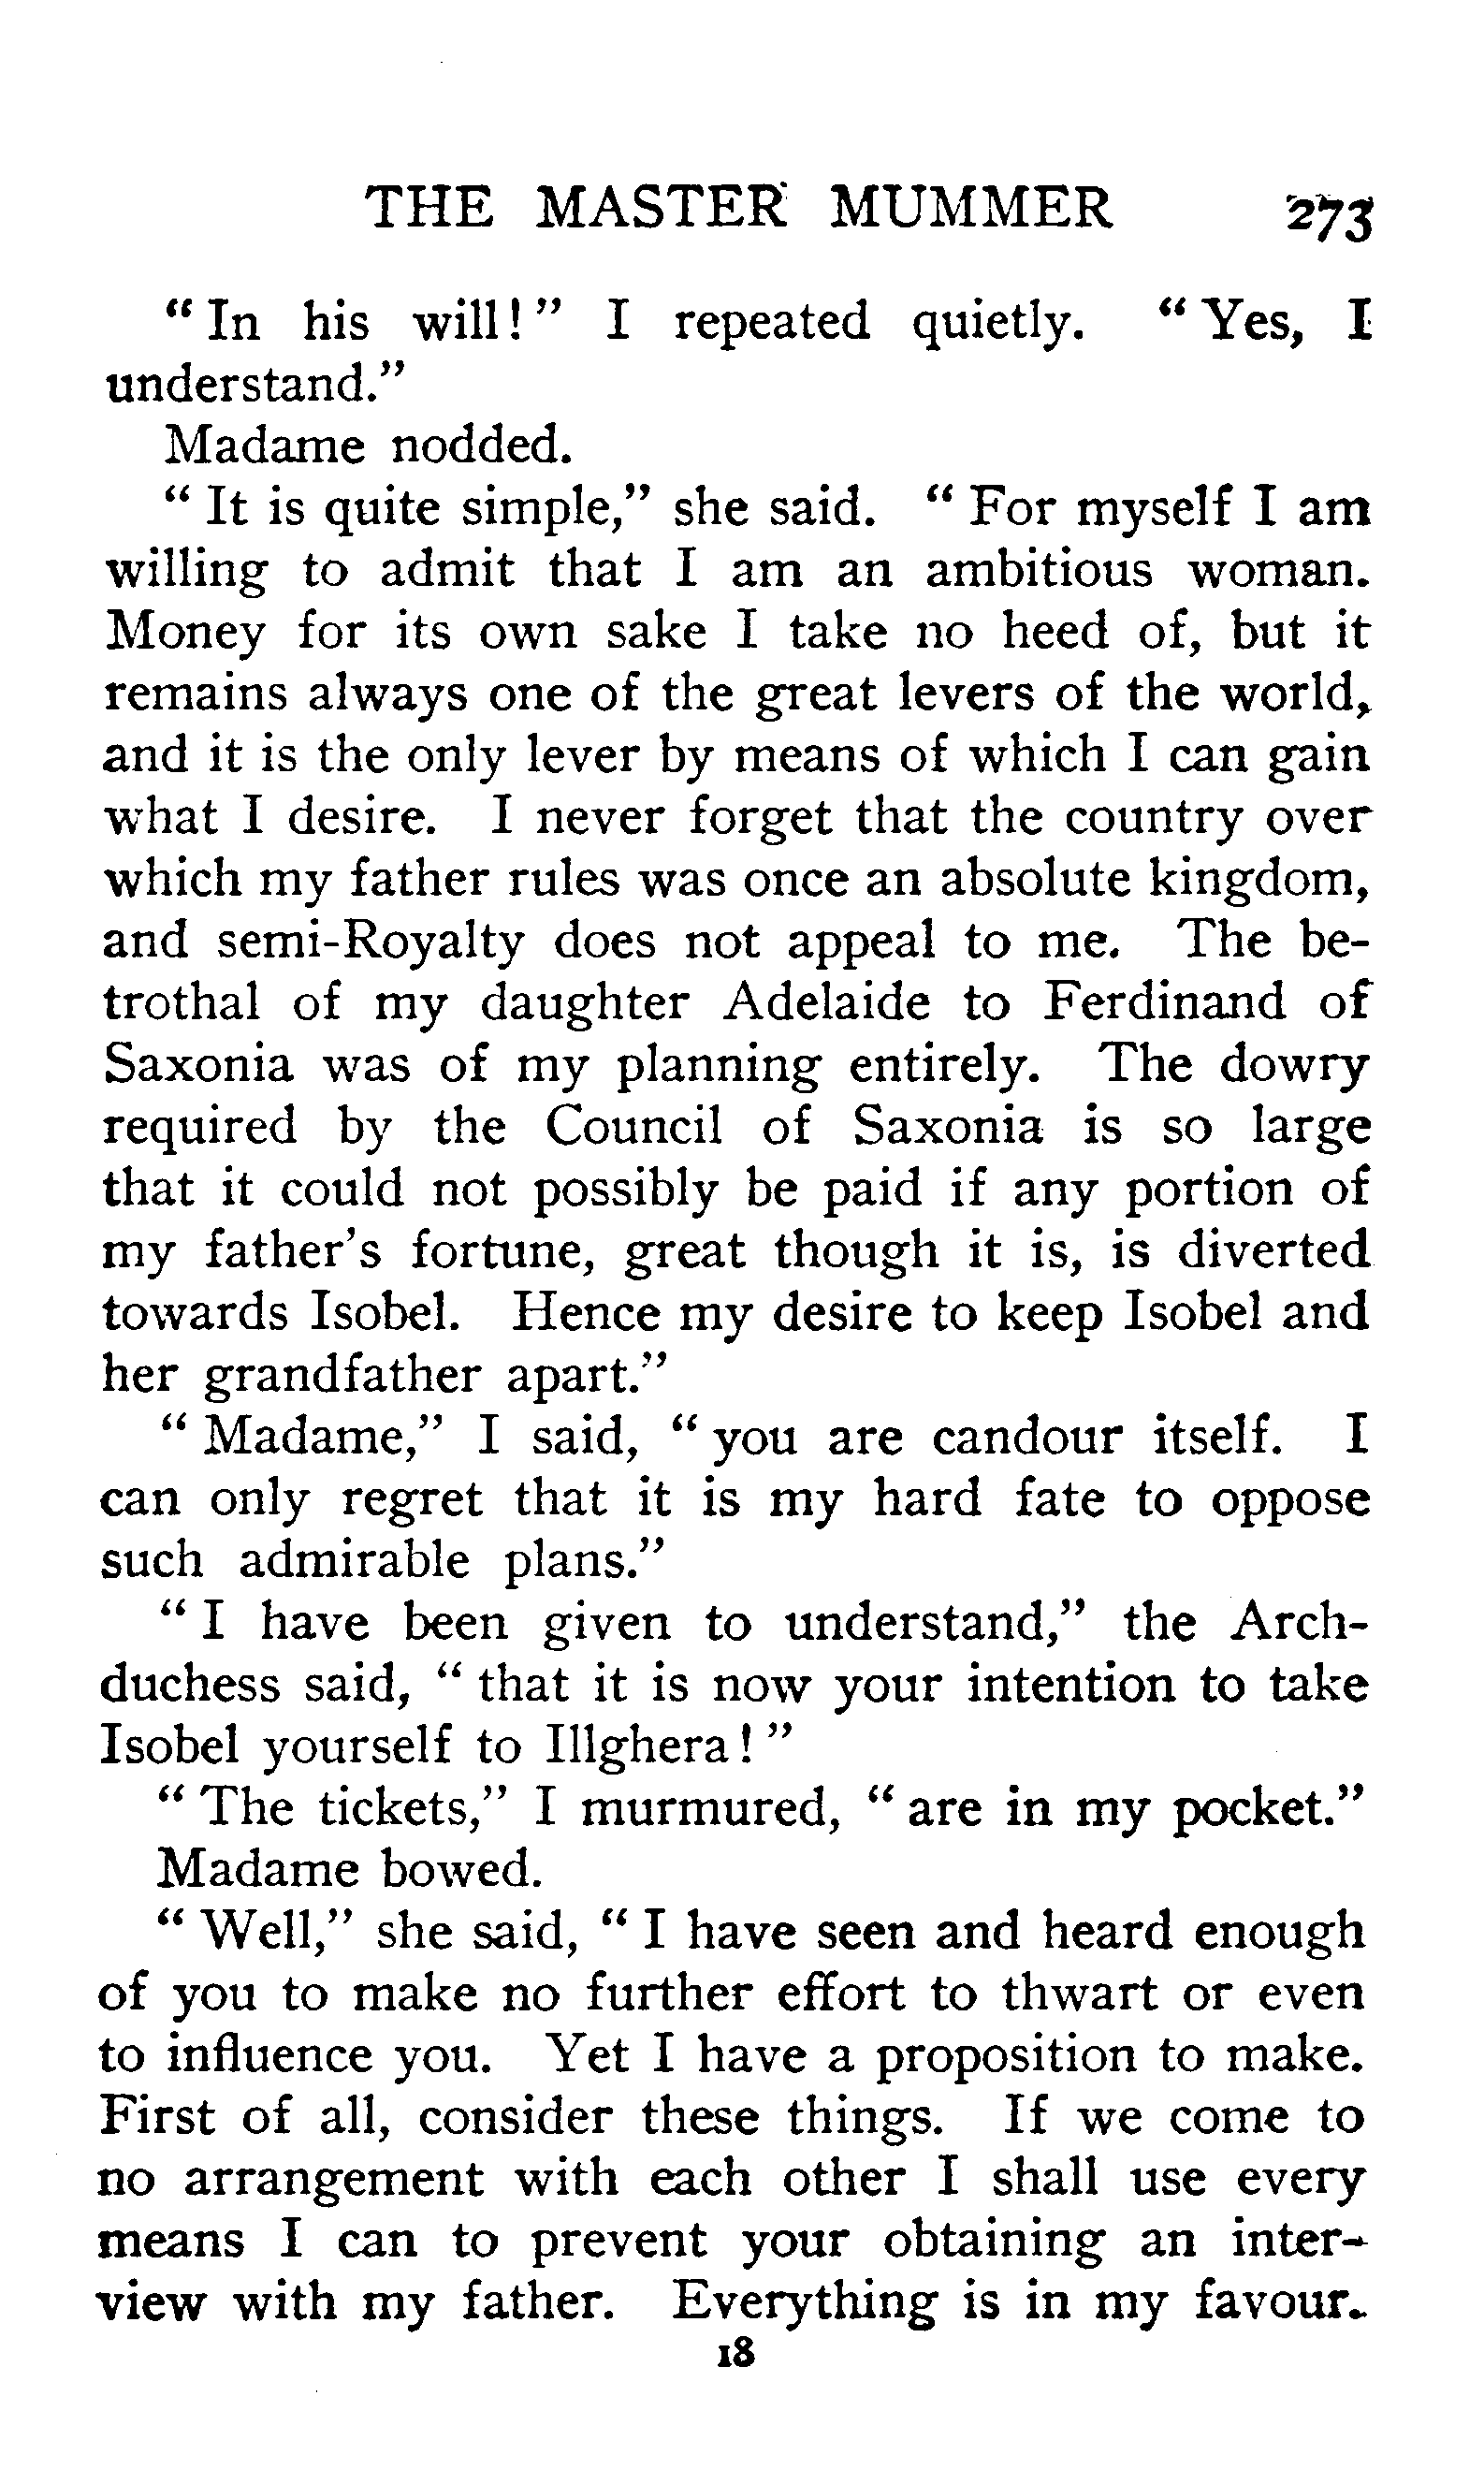 THE MASTER MUMMER 273
"In his will!" I repeated quietly. "Yes, I
understand."
Madame nodded.
"It is quite simple," she said. "For myself I am
willing to admit that I am an ambitious woman.
Money for its own sake I take no heed of, but it
remains always one of the great levers of the world,
and it is the only lever by means of which I can gain
what I desire. I never forget that the country over
which my father rules was once an absolute kingdom,
and semi-Royalty does not appeal to me. The be-
trothal of my daughter Adelaide to Ferdinand of
Saxonia was of my planning entirely. The dowry
required by the Council of Saxonia is so large
that it could not possibly be paid if any portion of
my father's fortune, great though it is, is diverted
towards Isobel. Hence my desire to keep Isobel and
her grandfather apart."
"Madame," I said, "you are candour itself. I
can only regret that it is my hard fate to oppose
such admirable plans."
"I have been given to understand," the Arch-
duchess said, "that it is now your intention to take
Isobel yourself to Illghera!"
"The tickets," I murmured, "are in my pocket."
Madame bowed.
"Well," she said, "I have seen and heard enough
of you to make no further effort to thwart or even
to influence you. Yet I have a proposition to make.
First of all, consider these things. If we come to
no arrangement with each other I shall use every
means I can to prevent your obtaining an inter-
view with my father. Everything is in my favour.
18